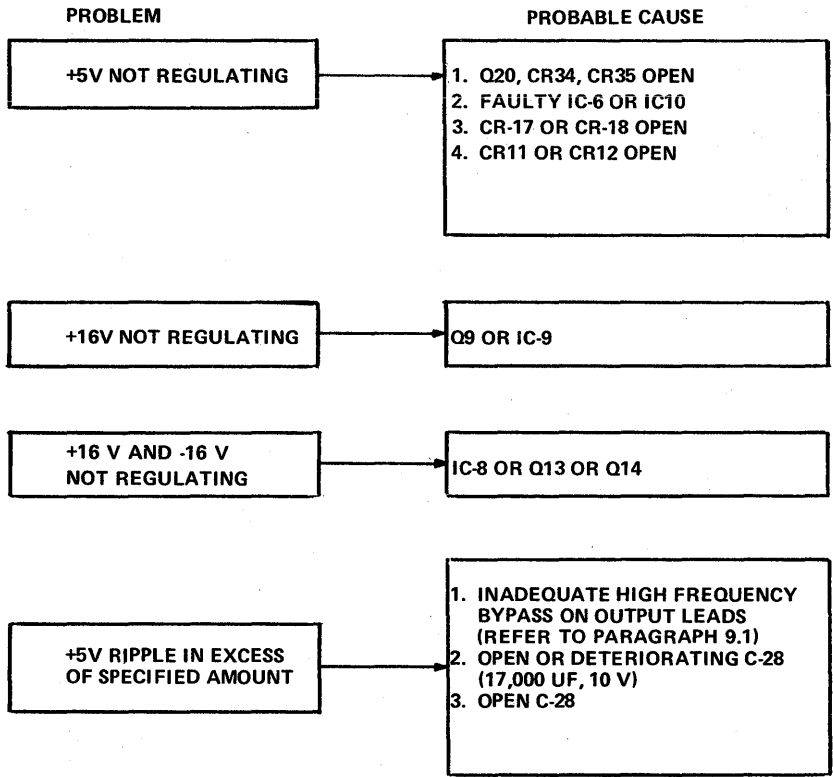 PROBLEM
PROBABLE CAUSE
+5V NOT REGULATING
1. Q20, CR34, CR35 OPEN
2. FAULTY IC-6 OR IC10
3. CR-17 OR CR-18 OPEN
4. CR11 OR CR12 OPEN
+16V NOT REGULATING
Q9 OR IC-9
+16 V AND -16 V
NOT REGULATING
IC-8 OR Q13 OR Q14
+5V RIPPLE IN EXCESS
OF SPECIFIED AMOUNT
1. INADEQUATE HIGH FREQUENCY
BYPASS ON OUTPUT LEADS
(REFER TO PARAGRAPH 9.1)
2. OPEN OR DETERIORATING C-28
(17,000 UF, 10 V)
3. OPEN C-28